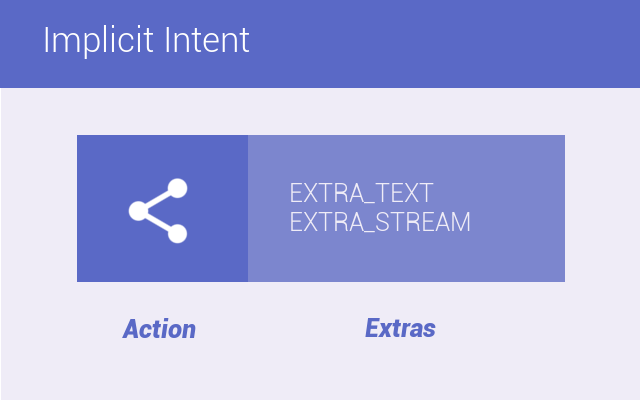 Implicit Intent
EXTRA_TEXT
EXTRA_STREAM
Action
Extras